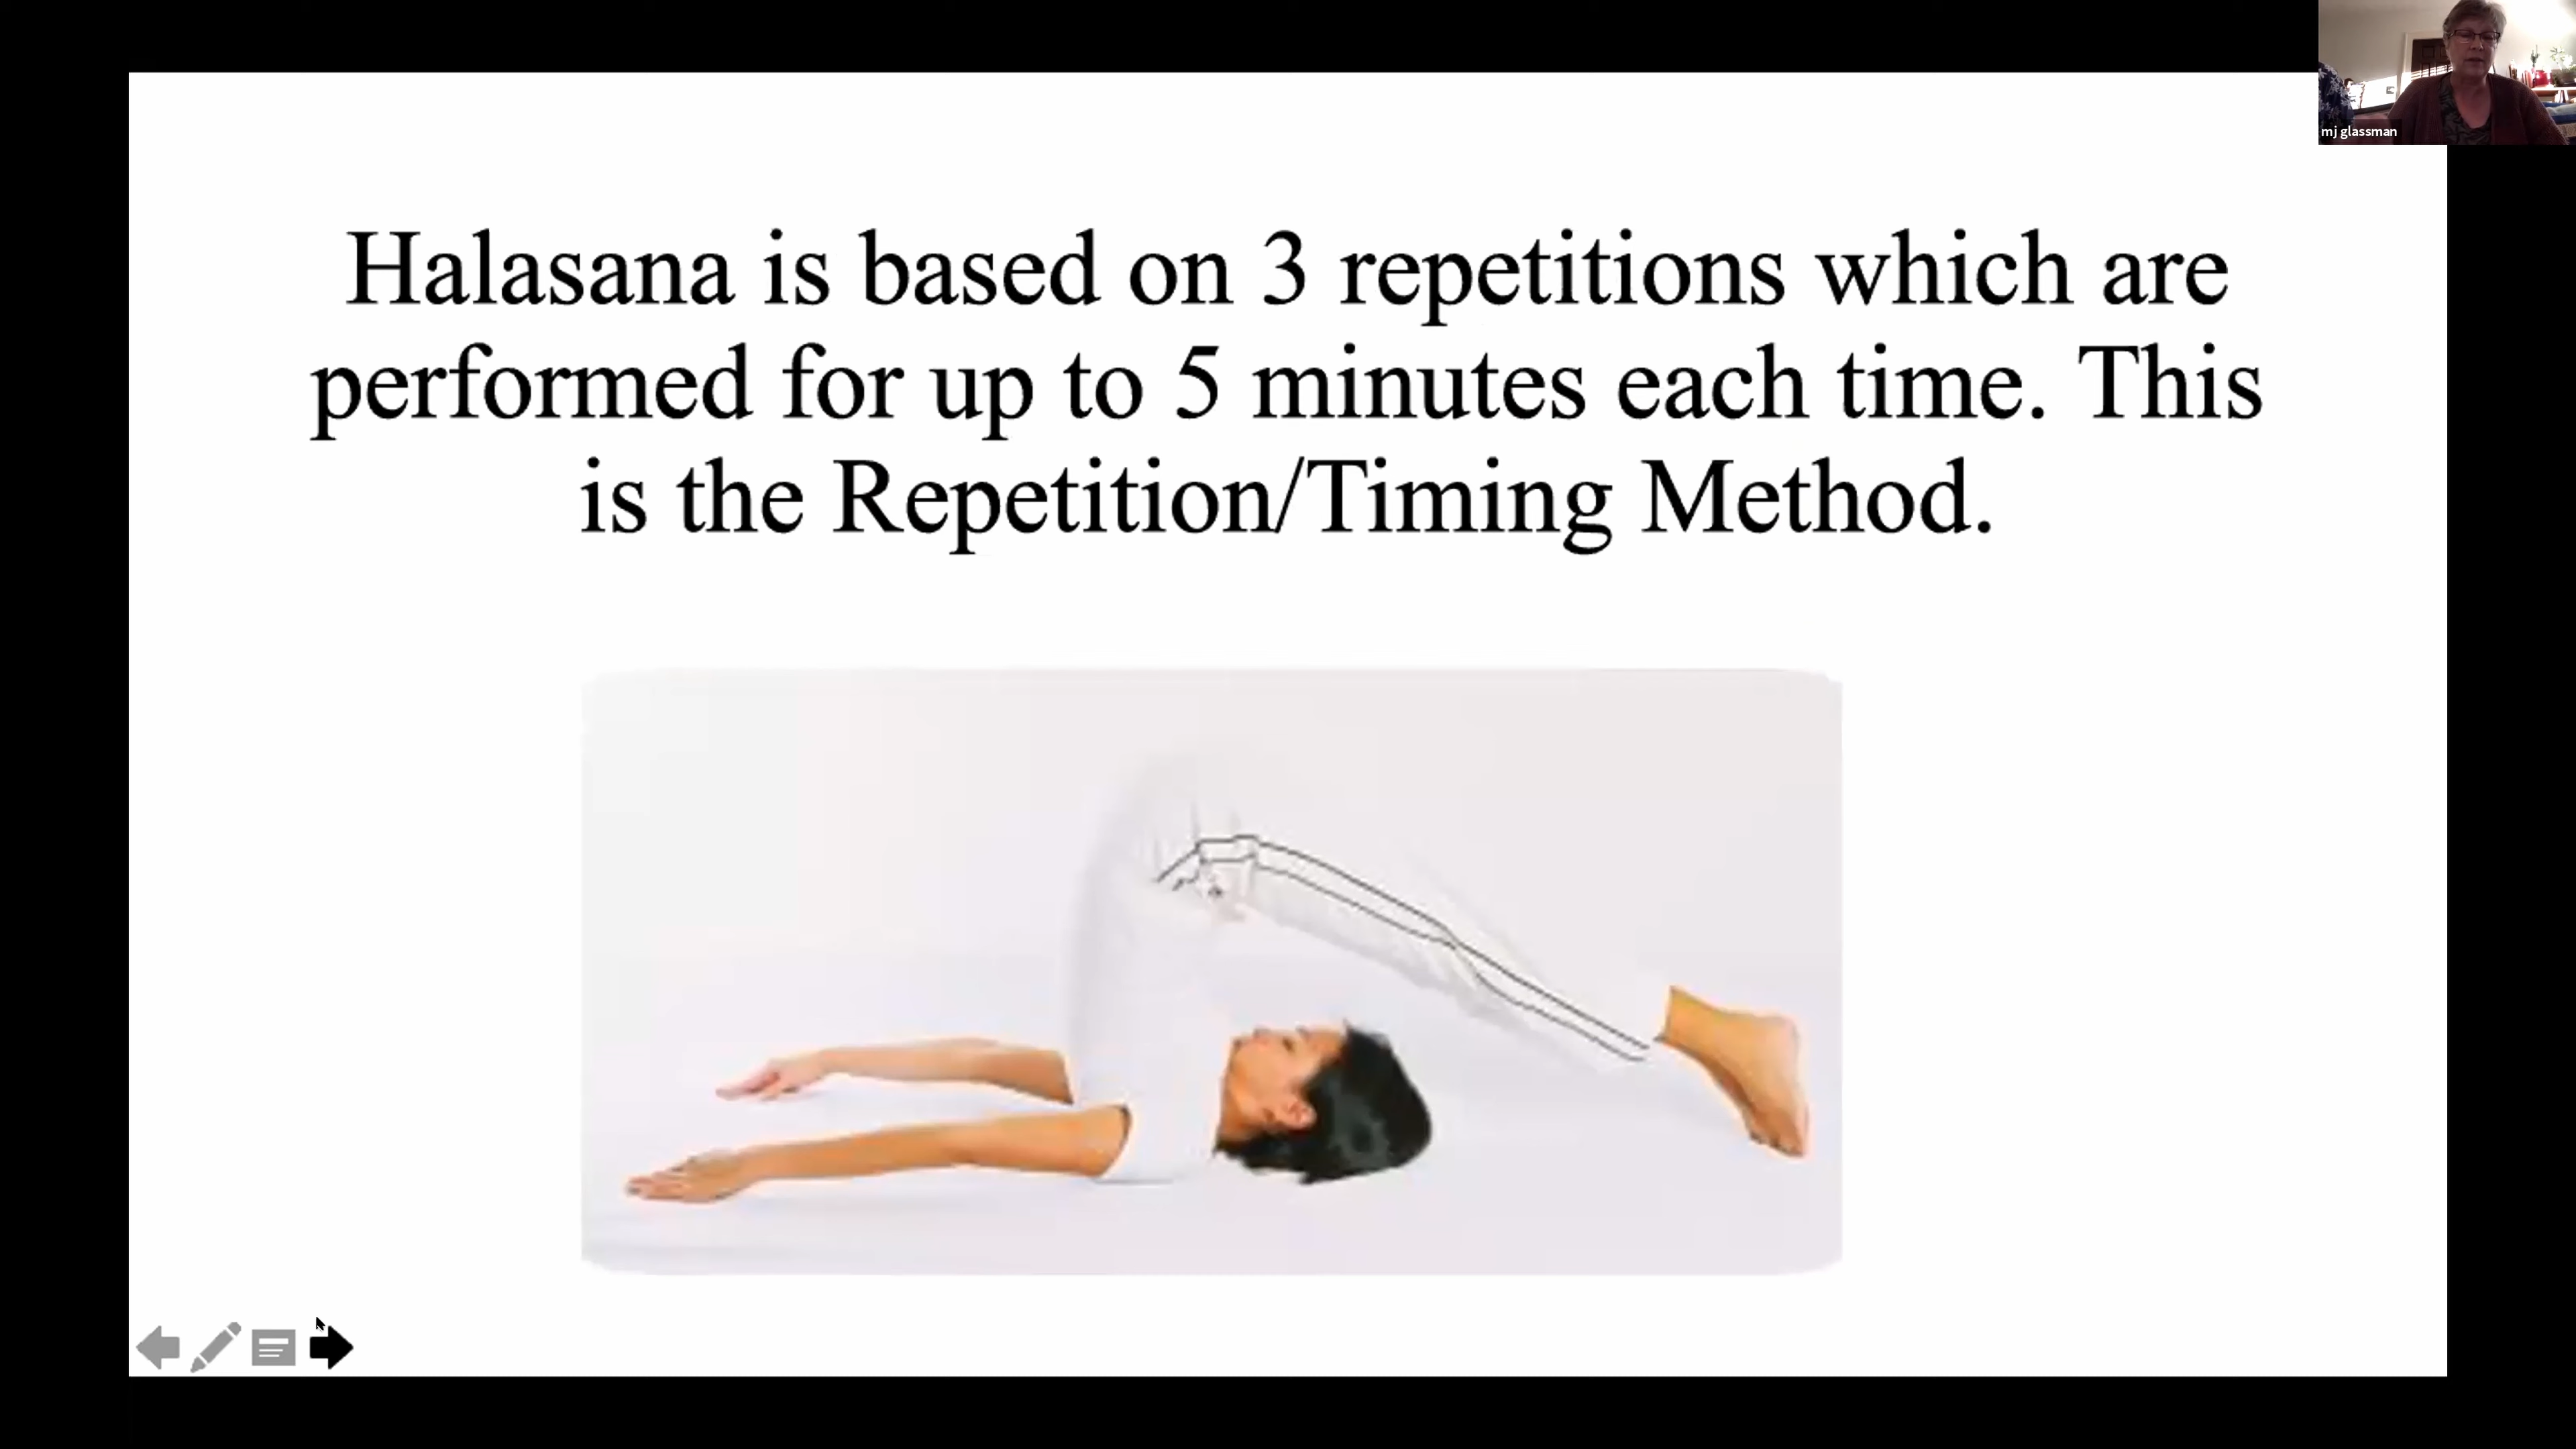 mj glassman
Halasana is based on 3 repetitions which are
performed for up to 5 minutes each time. This
is the Repetition/Timing Method.